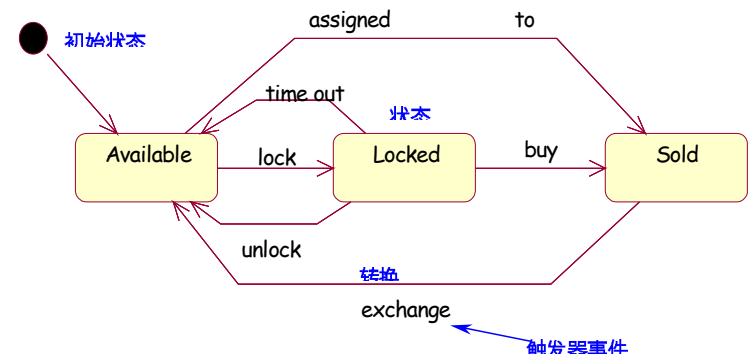 assigned to
初始状态
time out
状态
Available
lock
Locked
buy
Sold
unlock
转换
exchange
触发器事件